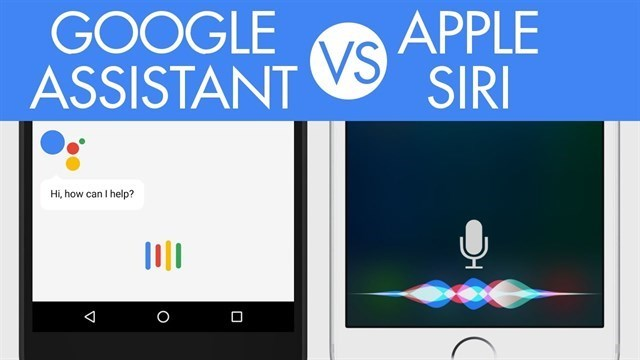 GOOGLE
ASSISTANT
VS
APPLE
SIRI
Hi, how can I help?